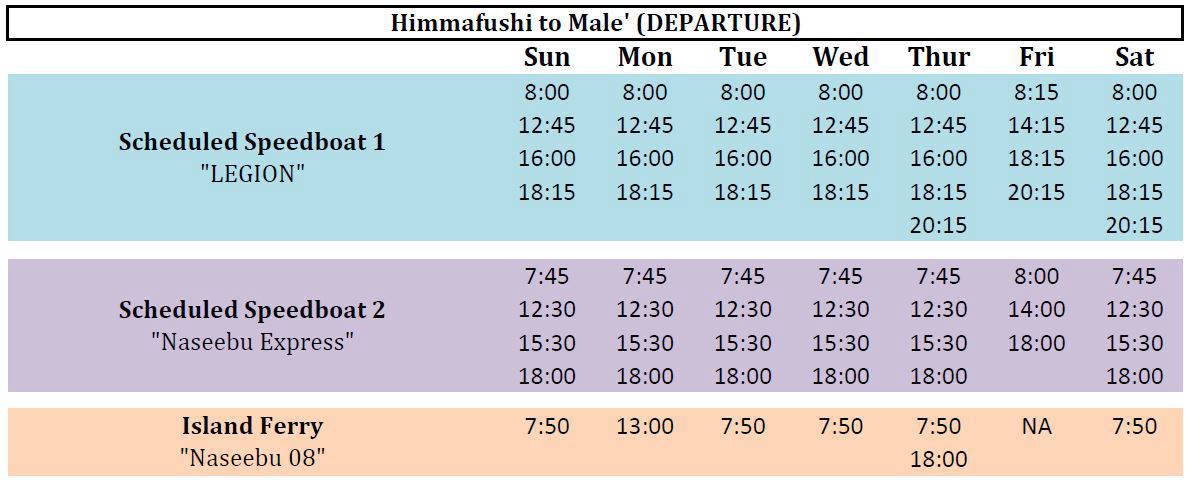 Himmafushi to Male' (DEPARTURE)
Sun Mon Tue Wed Thur Fri Sat
Scheduled Speedboat 1
"LEGION"
8:00 8:00 8:00 8:00 8:00 8:15 8:00
12:45 12:45 12:45 12:45 12:45 14:15 12:45
16:00 16:00 16:00 16:00 16:00 18:15 16:00
18:15 18:15 18:15 18:15 18:15 20:15 18:15
20:15 20:15
Scheduled Speedboat 2
"Naseebu Express"
7:45 7:45 7:45 7:45 7:45 8:00 7:45
12:30 12:30 12:30 12:30 12:30 14:00 12:30
15:30 15:30 15:30 15:30 15:30 18:00 15:30
18:00 18:00 18:00 18:00 18:00 18:00
Island Ferry
"Naseebu 08"
7:50 13:00 7:50 7:50 7:50 NA 7:50
18:00